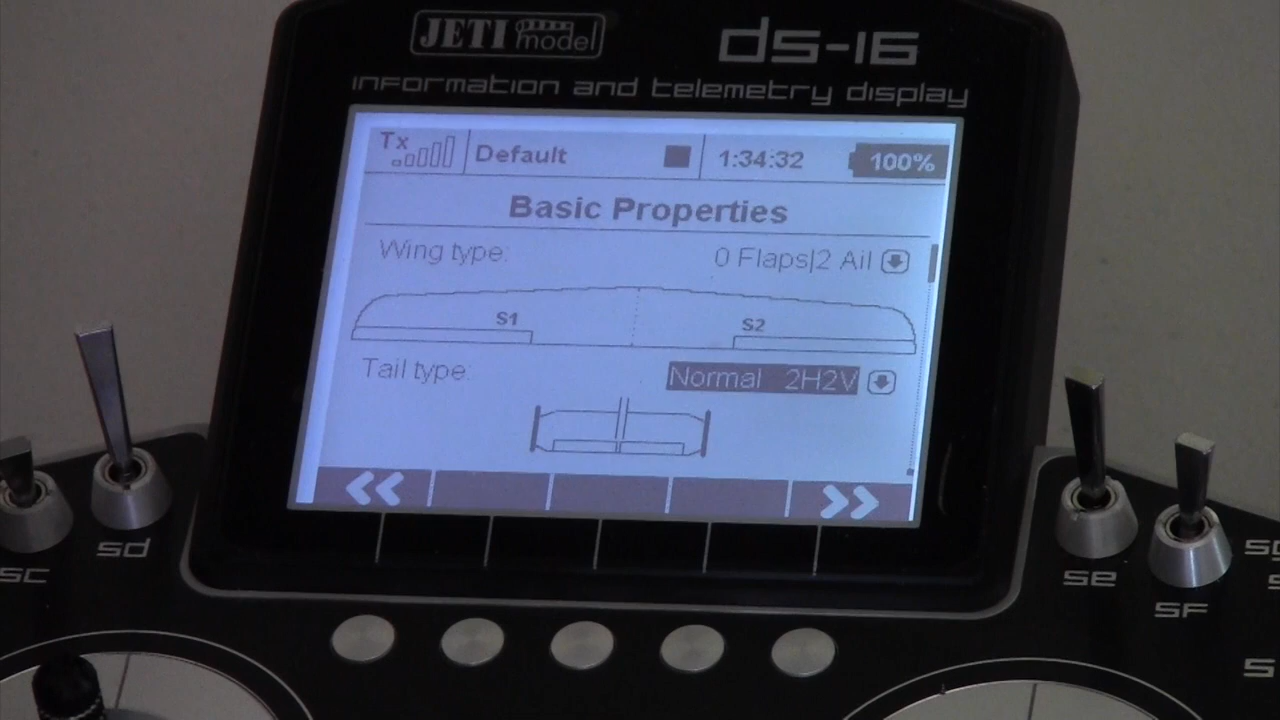 JETI model
ds-16
information and telemetry display
Tx Default 1:34:32 100%
Basic Properties
Wing type: 0 Flaps|2 Ail
S1 S2
Tail type: Normal 2H2V
<< >>
sd
sc
se
sf